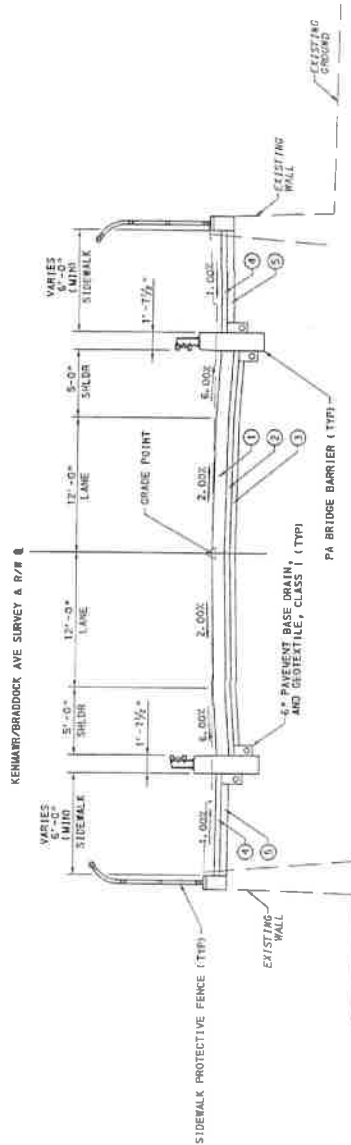 KENMAWR/BRADDOCK AVE SURVEY & R/W ℄
VARIES
6'-0"
(MIN)
SIDEWALK
1'-7½"
5'-0"
SHLDR
12'-0"
LANE
12'-0"
LANE
5'-0"
SHLDR
1'-7½"
VARIES
6'-0"
(MIN)
SIDEWALK
GRADE POINT
1.00%
6.00%
2.00%
2.00%
6.00%
1.00%
SIDEWALK PROTECTIVE FENCE (TYP)
4
5
EXISTING
WALL
6" PAVEMENT BASE DRAIN,
AND GEOTEXTILE, CLASS 1 (TYP)
1
2
3
PA BRIDGE BARRIER (TYP)
4
5
EXISTING
WALL
EXISTING
GROUND